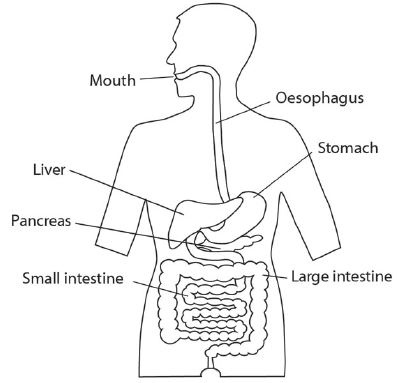 Mouth
Oesophagus
Stomach
Liver
Pancreas
Small intestine
Large intestine